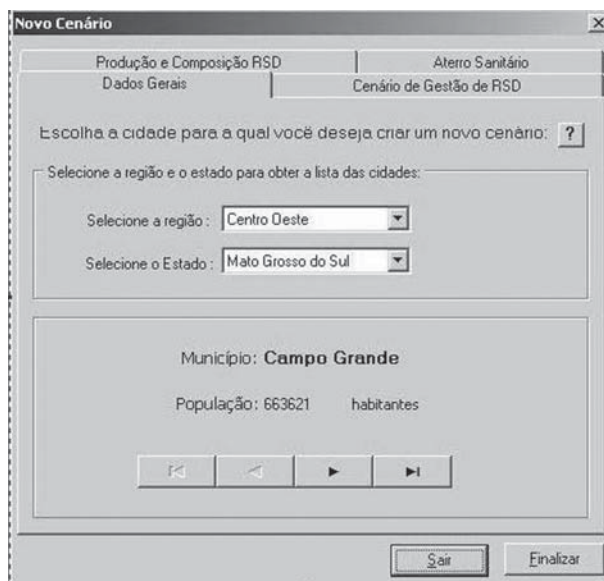 Novo Cenário
Produção e Composição RSD Aterro Sanitário
Dados Gerais Cenário de Gestão de RSD
Escolha a cidade para a qual você deseja criar um novo cenário: ?
Selecione a região e o estado para obter a lista das cidades:
Selecione a região : Centro Oeste
Selecione o Estado : Mato Grosso do Sul
Município: Campo Grande
População: 663621 habitantes
Sair Finalizar